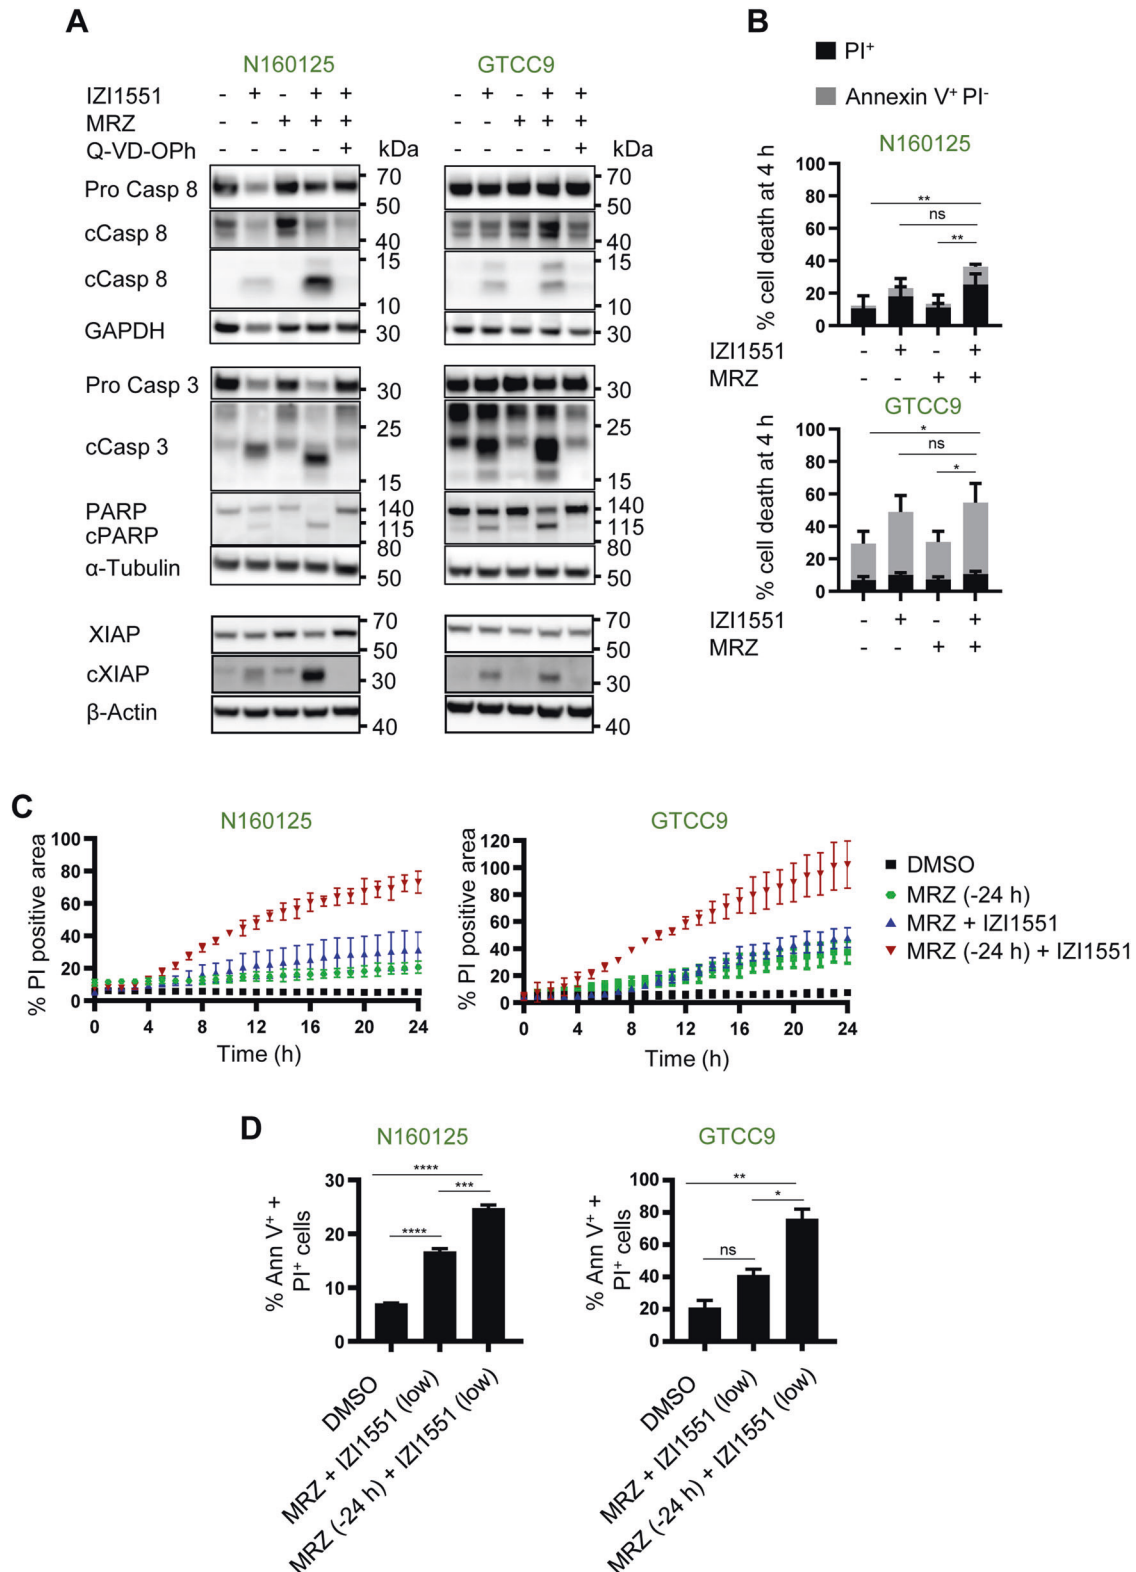 A
N160125
GTCC9
IZI1551 - + - + + - + - + +
MRZ - - + + + - - + + +
Q-VD-OPh + kDa + kDa
Pro Casp 8 70 70
50 50
cCasp 8 40 40
cCasp 8 15 15
10 10
GAPDH 30 30
Pro Casp 3 30 30
cCasp 3 25 25
15 15
PARP 140 140
cPARP 115 115
80 80
α-Tubulin 50 50
XIAP 70 70
50 50
cXIAP 30 30
β-Actin 40 40
B
PI+
Annexin V+ PI-
N160125
% cell death at 4 h
100
80
60
40
20
0
**
ns
**
IZI1551 - + - +
MRZ - - + +
GTCC9
% cell death at 4 h
100
80
60
40
20
0
*
ns
*
IZI1551 - + - +
MRZ - - + +
C
N160125
% PI positive area
100
80
60
40
20
0
0 4 8 12 16 20 24
Time (h)
GTCC9
% PI positive area
120
100
80
60
40
20
0
0 4 8 12 16 20 24
Time (h)
DMSO
MRZ (-24 h)
MRZ + IZI1551
MRZ (-24 h) + IZI1551
D
N160125
% Ann V+ +
PI+ cells
30
20
10
0
****
***
****
DMSO
MRZ + IZI1551 (low)
MRZ (-24 h) + IZI1551 (low)
GTCC9
% Ann V+ +
PI+ cells
100
80
60
40
20
0
**
*
ns
DMSO
MRZ + IZI1551 (low)
MRZ (-24 h) + IZI1551 (low)